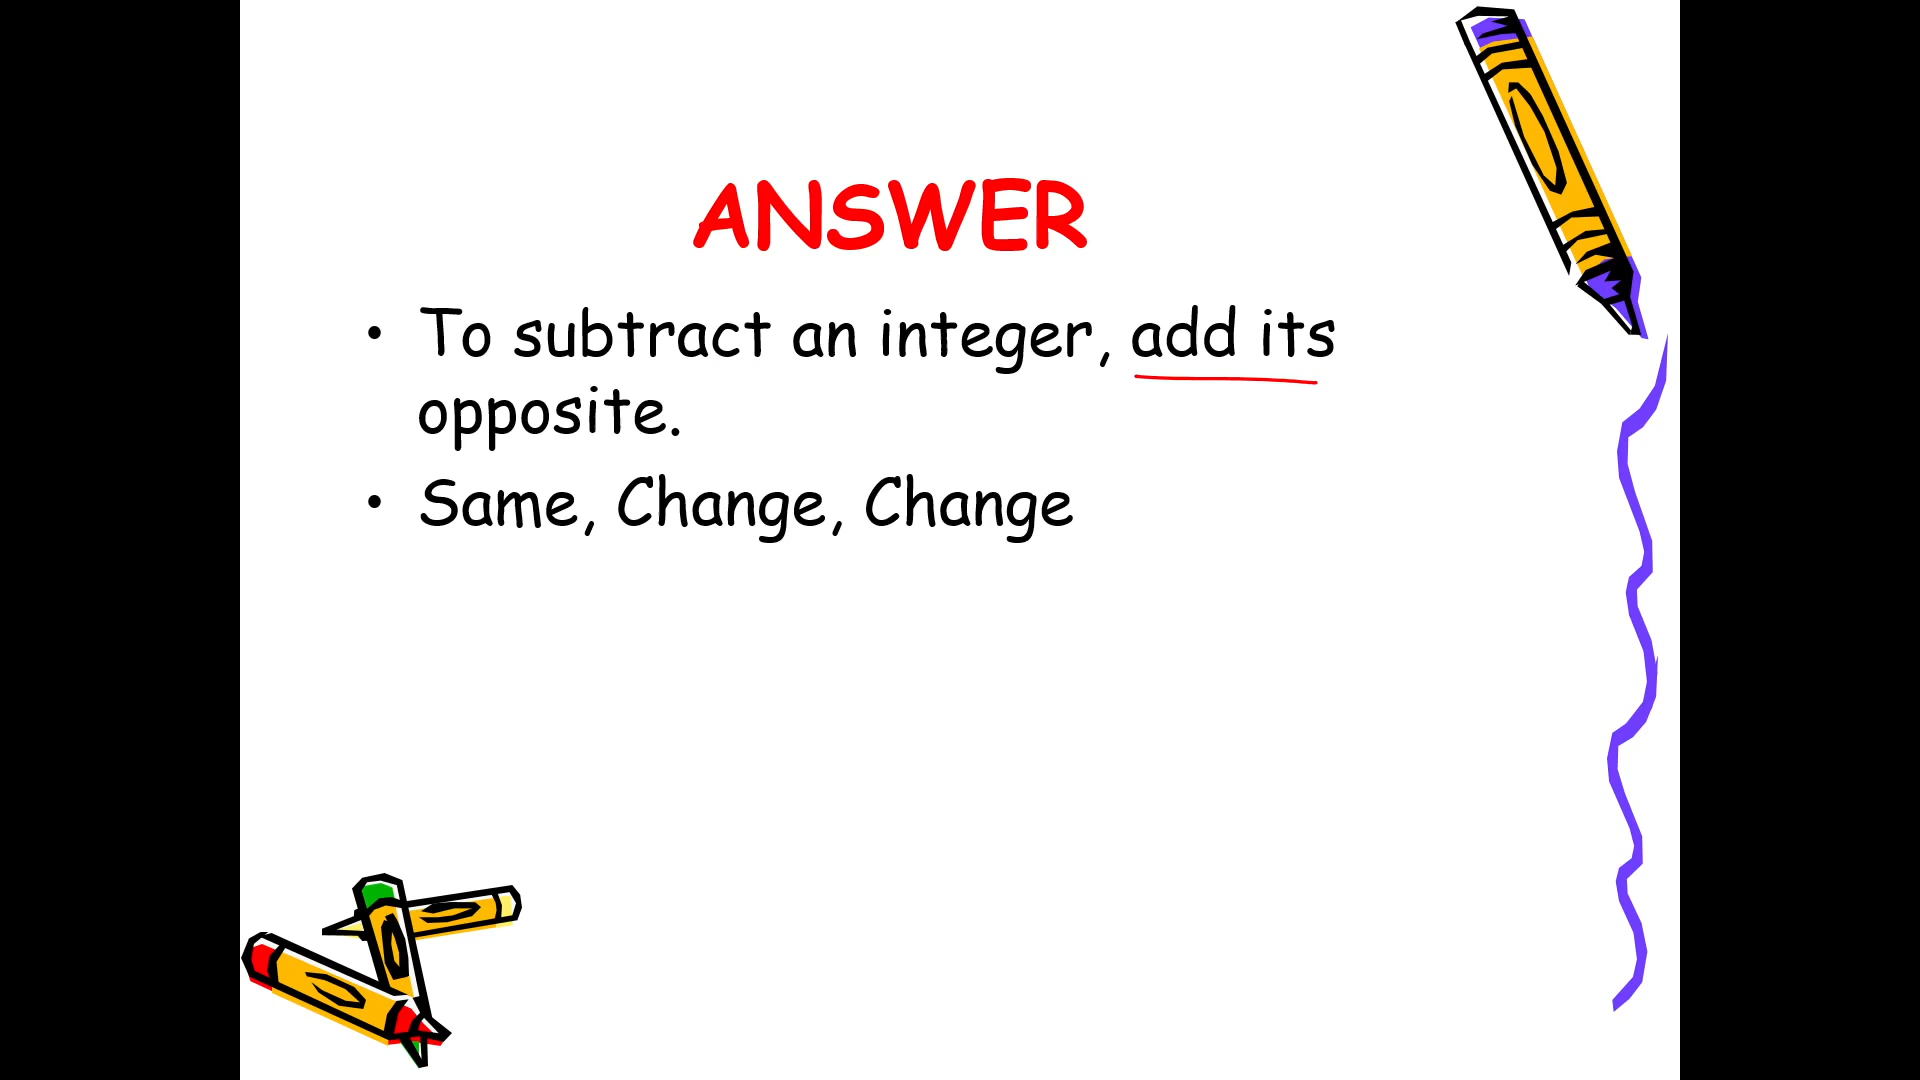 ANSWER
• To subtract an integer, add its
opposite.
• Same, Change, Change